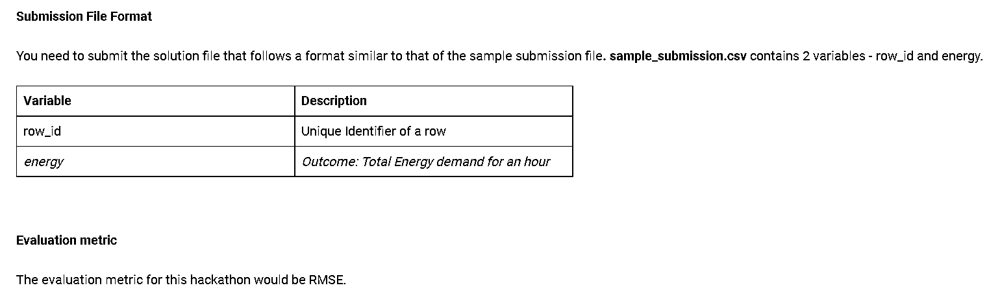 Submission File Format
You need to submit the solution file that follows a format similar to that of the sample submission file. sample_submission.csv contains 2 variables - row_id and energy.
Variable Description
row_id Unique Identifier of a row
energy Outcome: Total Energy demand for an hour
Evaluation metric
The evaluation metric for this hackathon would be RMSE.